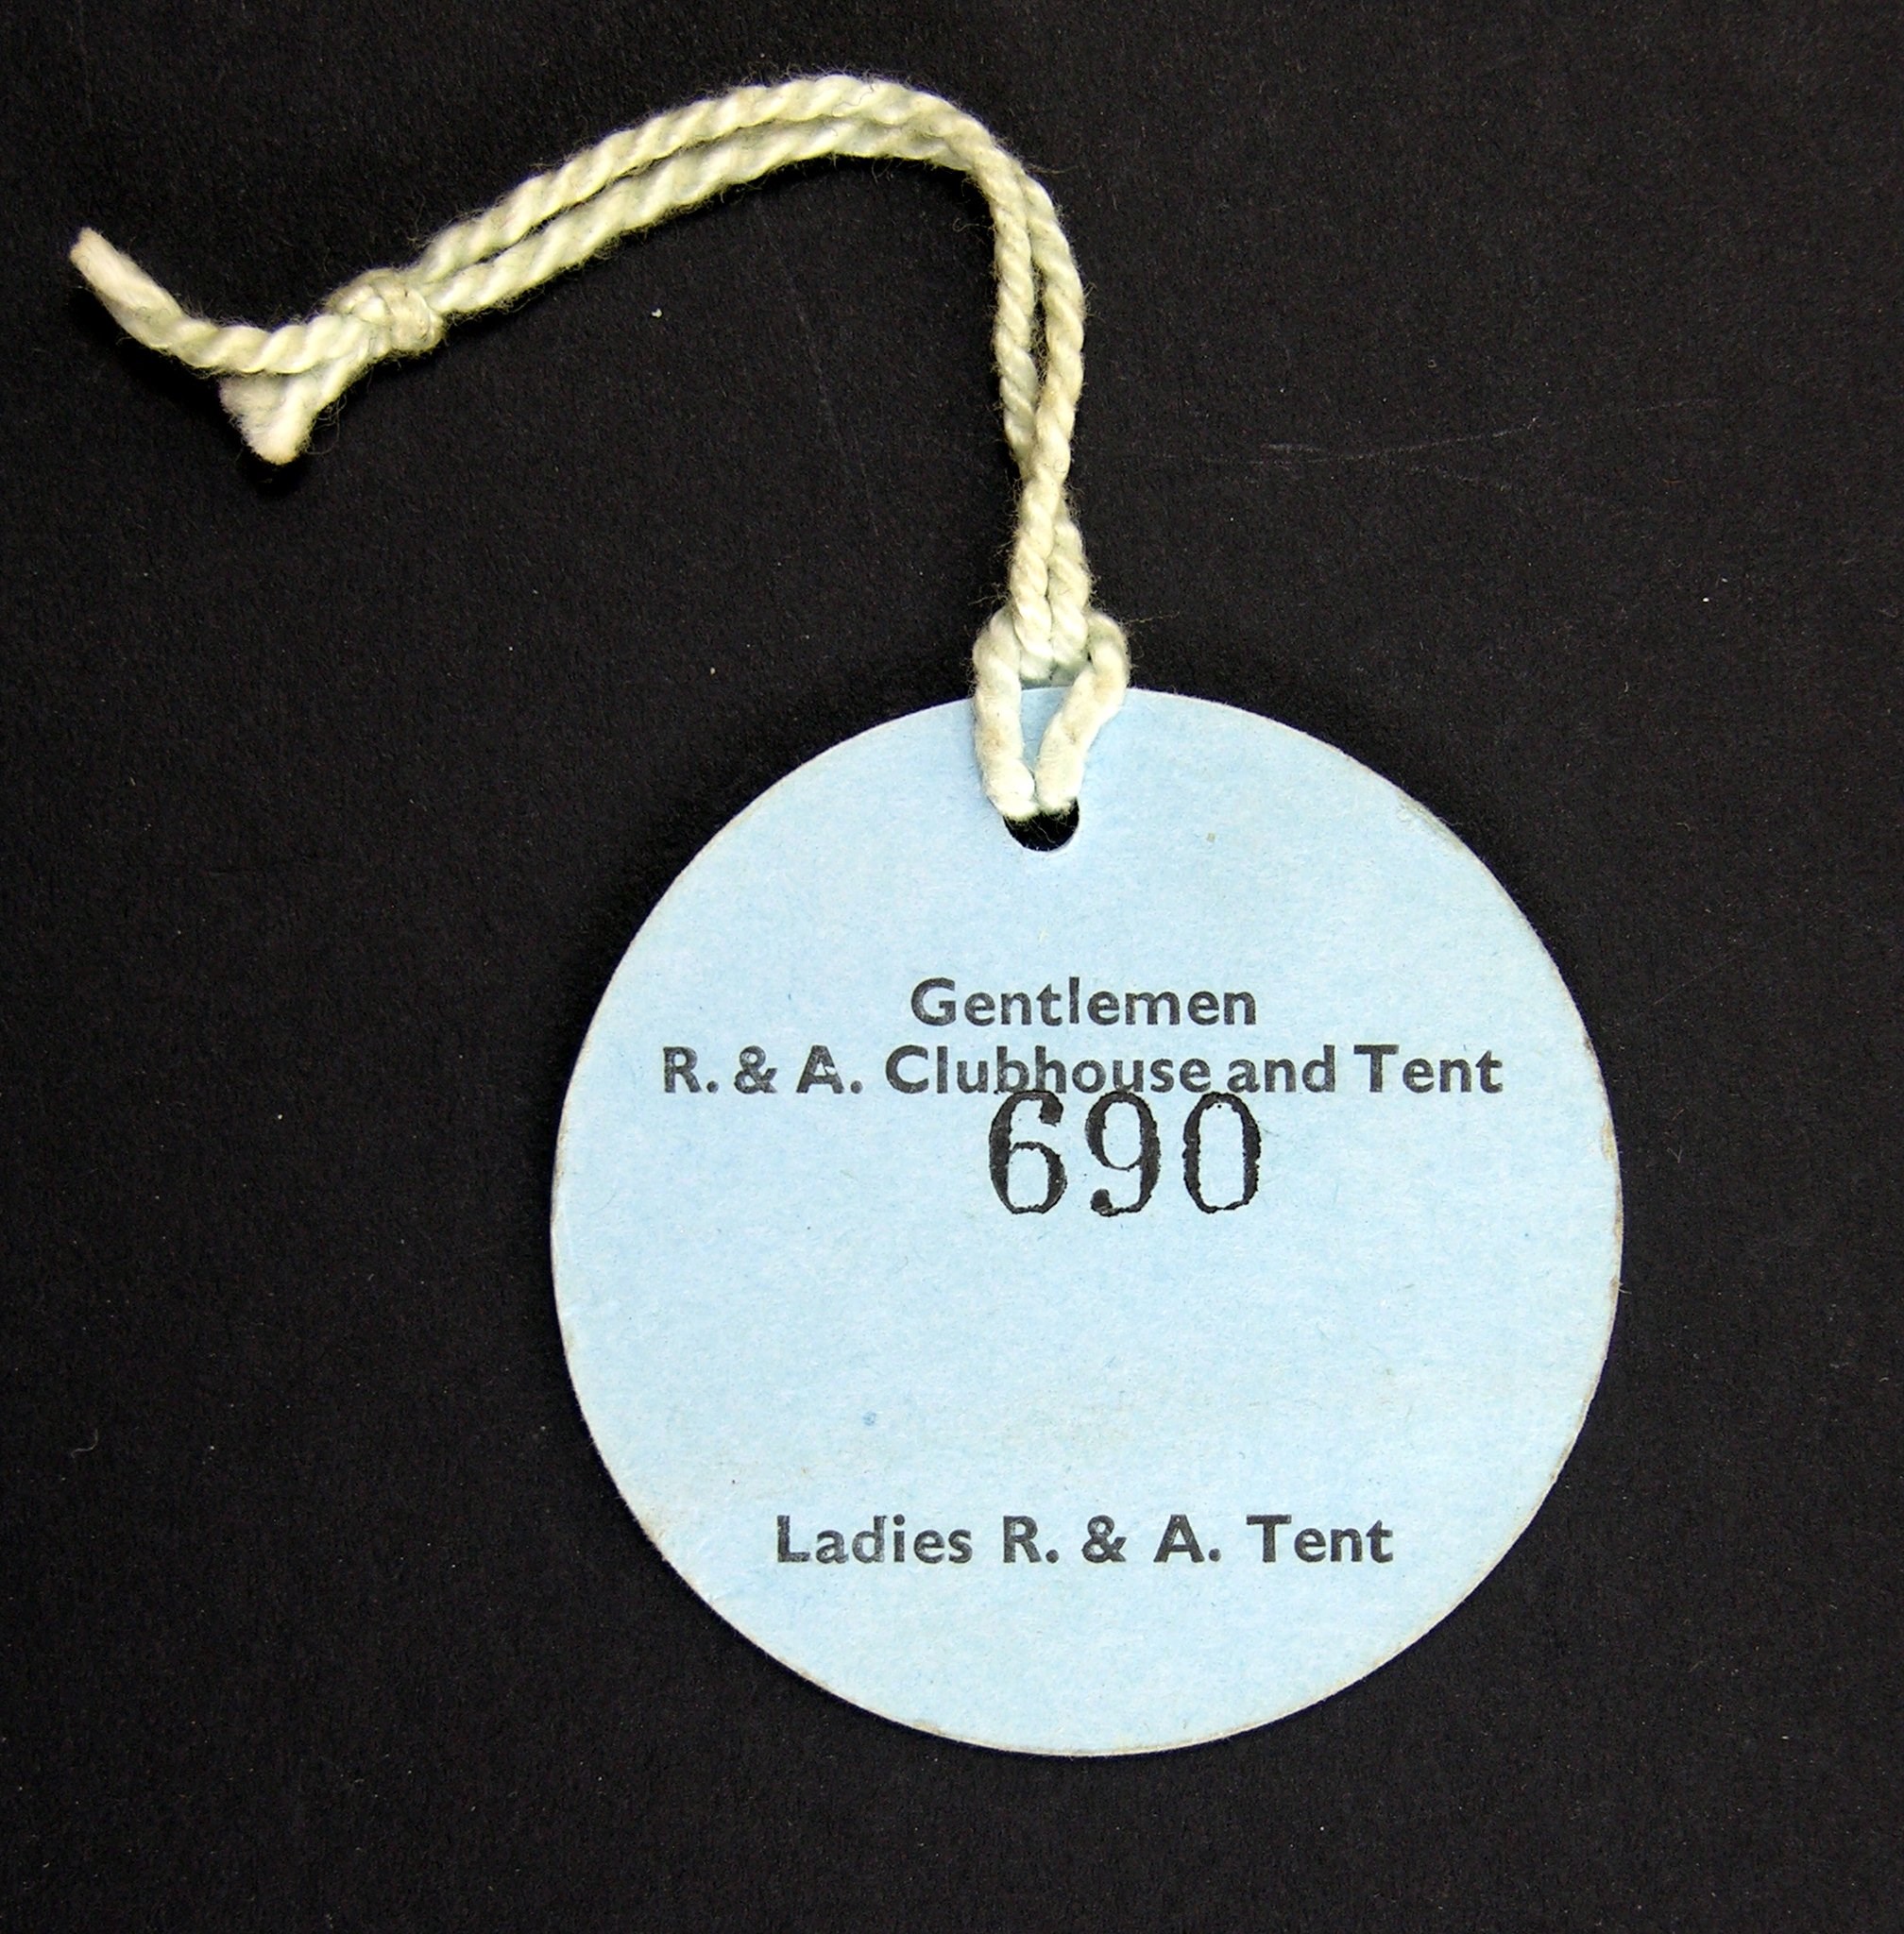 Gentlemen
R. & A. Clubhouse and Tent
690
Ladies R. & A. Tent